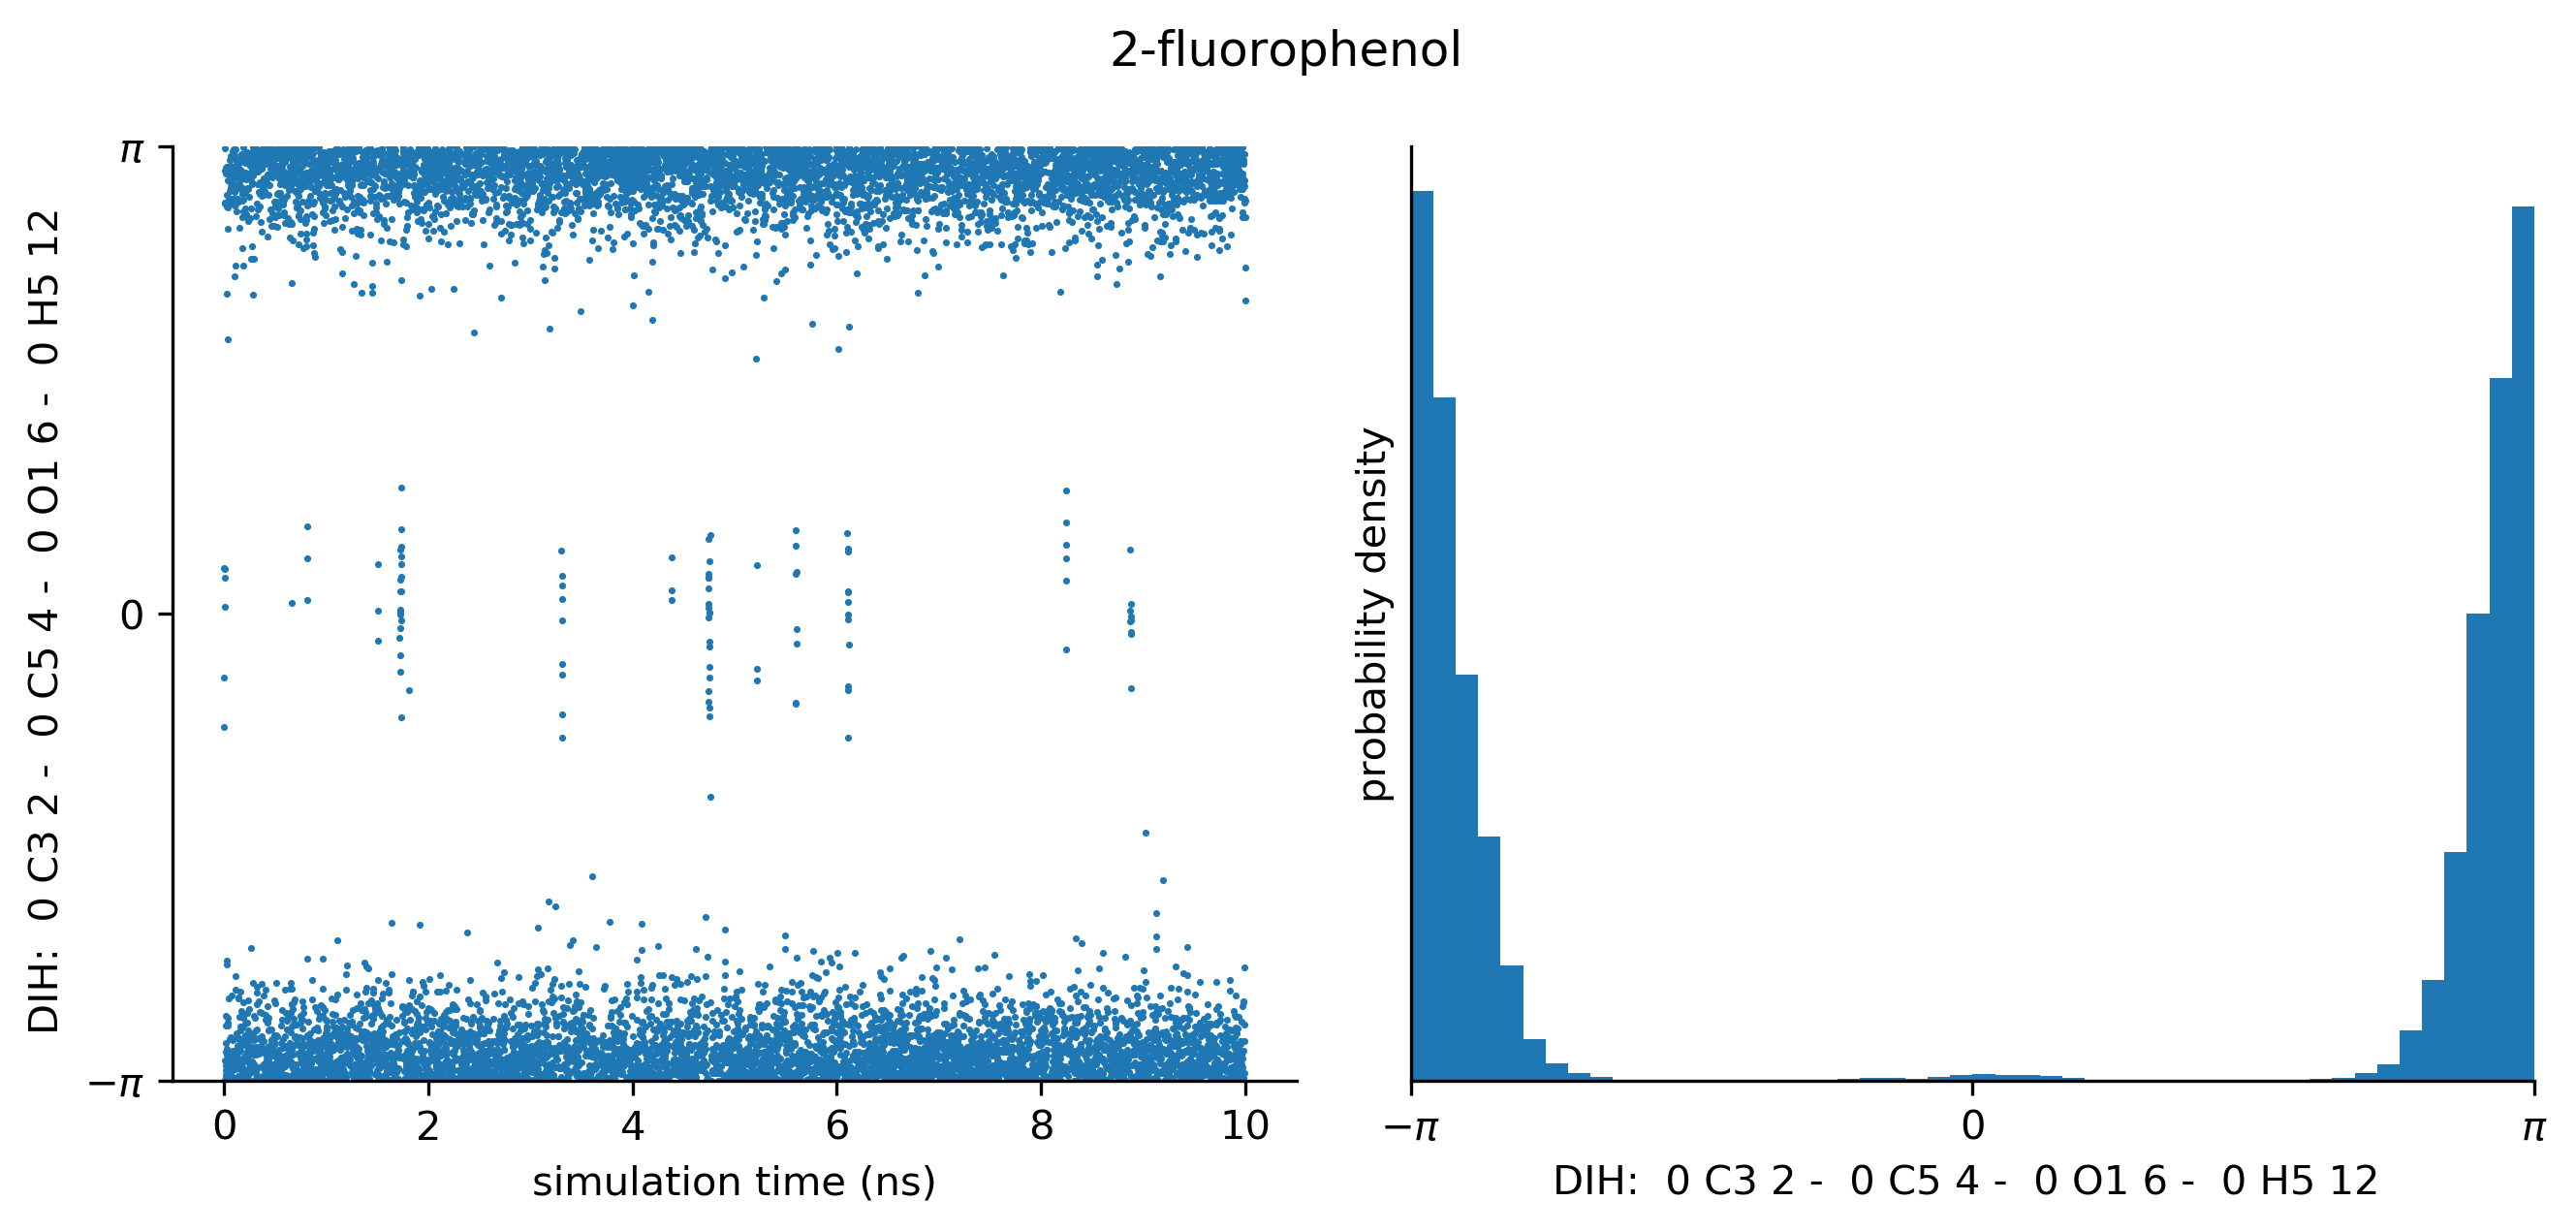 2-fluorophenol
DIH:  0 C3 2 -  0 C5 4 -  0 O1 6 -  0 H5 12
π
0
−π
0 2 4 6 8 10
simulation time (ns)
probability density
−π 0 π
DIH:  0 C3 2 -  0 C5 4 -  0 O1 6 -  0 H5 12